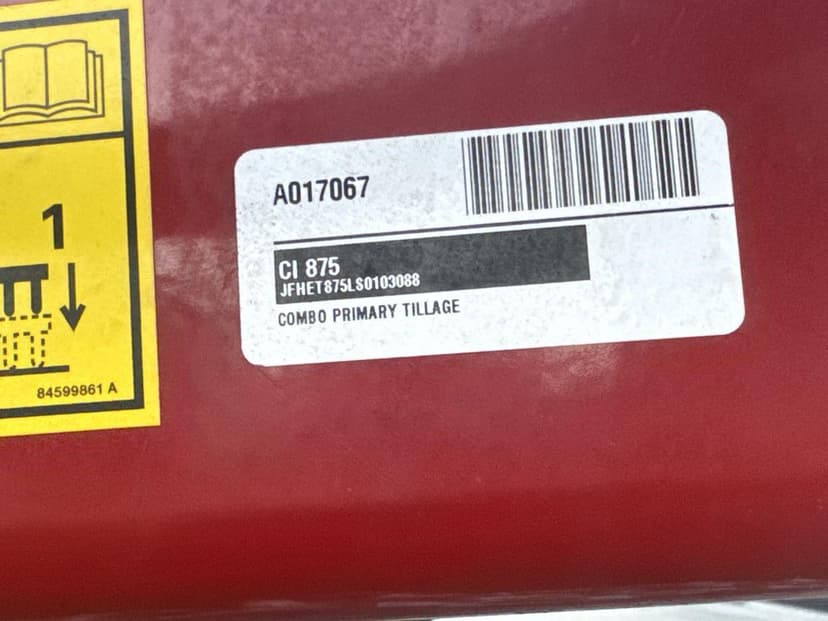 1
84599861 A
A017067
CI 875
JFHET875LS0103088
COMBO PRIMARY TILLAGE